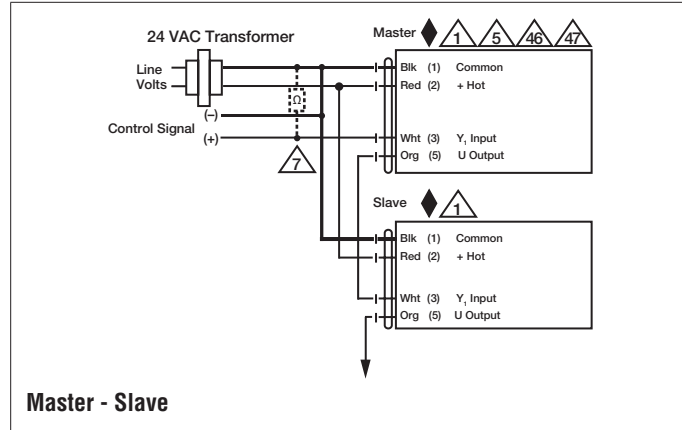 24 VAC Transformer
Line
Volts
(–)
Control Signal
(+)
Ω
7
Master 1 5 46 47
Blk (1) Common
Red (2) + Hot
Wht (3) Y₁ Input
Org (5) U Output
Slave 1
Blk (1) Common
Red (2) + Hot
Wht (3) Y₁ Input
Org (5) U Output
Master - Slave